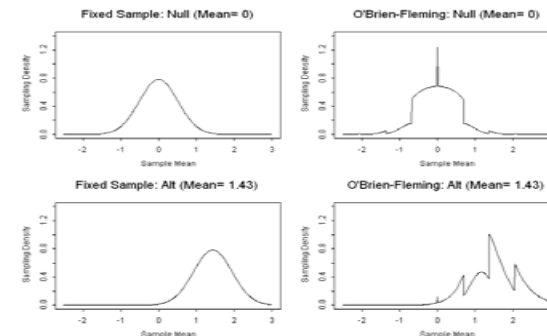 Fixed Sample: Null (Mean= 0)
Sampling Density
0.0 0.4 0.8 1.2
-2 -1 0 1 2 3
Sample Mean
O'Brien-Fleming: Null (Mean= 0)
Sampling Density
0.0 0.4 0.8 1.2
-2 -1 0 1 2
Sample Mean
Fixed Sample: Alt (Mean= 1.43)
Sampling Density
0.0 0.4 0.8 1.2
-2 -1 0 1 2 3
Sample Mean
O'Brien-Fleming: Alt (Mean= 1.43)
Sampling Density
0.0 0.4 0.8 1.2
-2 -1 0 1 2
Sample Mean